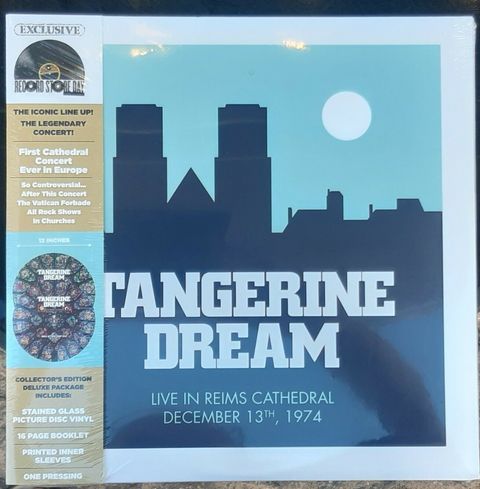 EXCLUSIVE
RECORD STORE DAY
THE ICONIC LINE UP!
THE LEGENDARY
CONCERT!
First Cathedral
Concert
Ever in Europe
So Controversial...
After This Concert
The Vatican Forbade
All Rock Shows
In Churches
12 INCHES
TANGERINE
DREAM
TANGERINE
DREAM
COLLECTOR'S EDITION
DELUXE PACKAGE
INCLUDES:
STAINED GLASS
PICTURE DISC VINYL
16 PAGE BOOKLET
PRINTED INNER
SLEEVES
ONE PRESSING
TANGERINE
DREAM
LIVE IN REIMS CATHEDRAL
DECEMBER 13TH, 1974